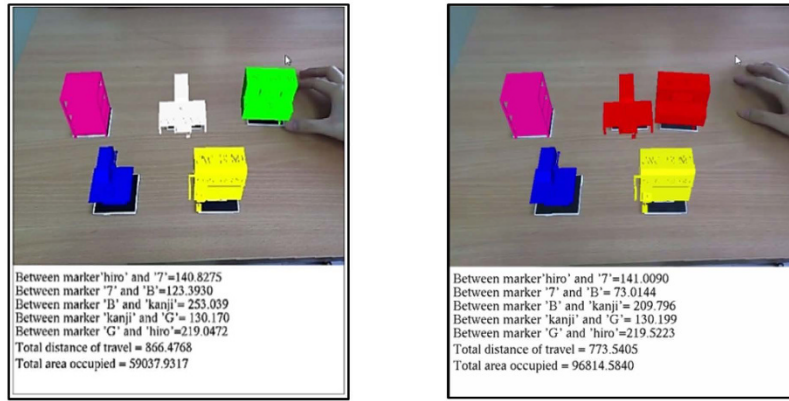 Between marker'hiro' and '7'=140.8275
Between marker '7' and 'B'=123.3930
Between marker 'B' and 'kanji'= 253.039
Between marker 'kanji' and 'G'= 130.170
Between marker 'G' and 'hiro'=219.0472
Total distance of travel = 866.4768
Total area occupied = 59037.9317
Between marker'hiro' and '7'=141.0090
Between marker '7' and 'B'= 73.0144
Between marker 'B' and 'kanji'= 209.796
Between marker 'kanji' and 'G'= 130.199
Between marker 'G' and 'hiro'=219.5223
Total distance of travel = 773.5405
Total area occupied = 96814.5840